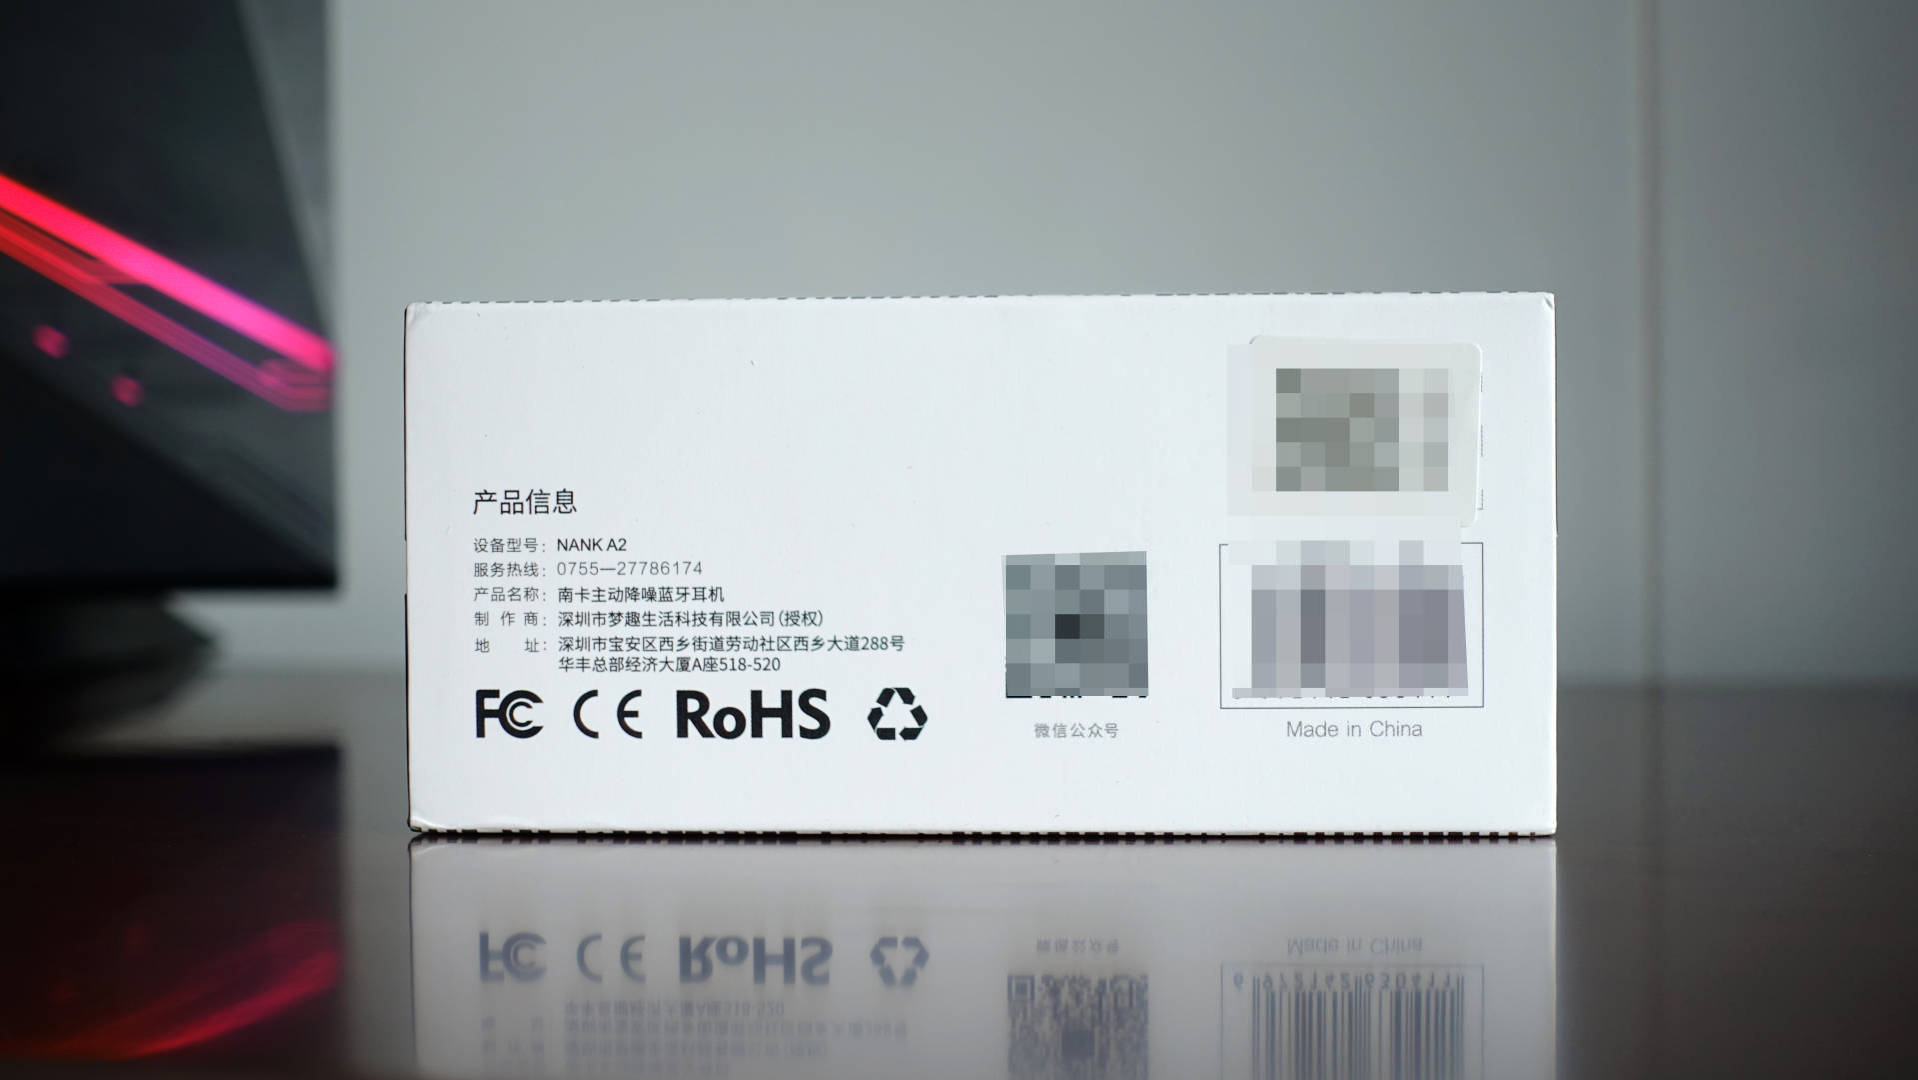 产品信息
设备型号： NANK A2
服务热线： 0755—27786174
产品名称： 南卡主动降噪蓝牙耳机
制 作 商： 深圳市梦趣生活科技有限公司(授权)
地 址： 深圳市宝安区西乡街道劳动社区西乡大道288号
华丰总部经济大厦A座518-520
FC CE RoHS
微信公众号
Made in China